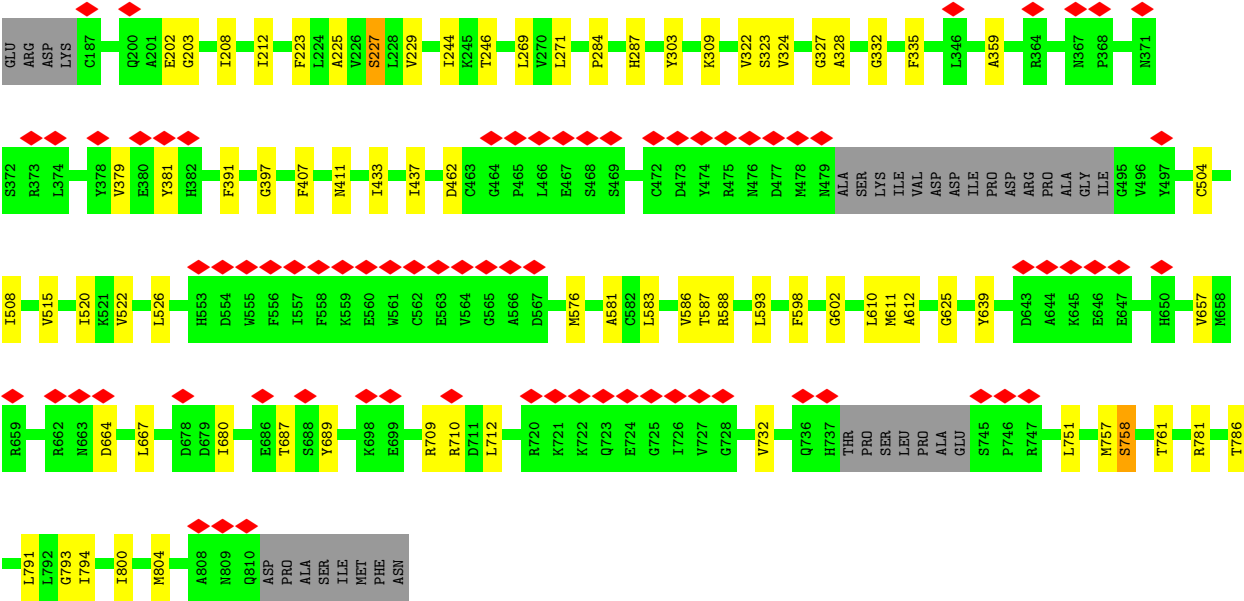 GLU ARG ASP LYS C187 Q200 A201 E202 G203 I208 I212 F223 L224 A225 V226 S227 L228 V229 I244 K245 T246 L269 V270 L271 P284 H287 Y303 K309 V322 S323 V324 G327 A328 G332 F335 L346 A359 R364 N367 P368 N371
S372 R373 L374 Y378 V379 E380 Y381 H382 F391 G397 F407 N411 I433 I437 D462 C463 G464 P465 L466 E467 S468 S469 C472 D473 Y474 R475 N476 D477 M478 N479 ALA SER LYS ILE VAL ASP ASP ILE PRO ASP ARG PRO ALA GLY ILE G495 V496 Y497 C504
I508 V515 I520 K521 V522 L526 H553 D554 W555 F556 I557 F558 K559 E560 W561 C562 E563 V564 G565 A566 D567 M576 A581 C582 L583 V586 T587 R588 L593 F598 G602 L610 M611 A612 G625 Y639 D643 A644 K645 E646 E647 H650 V657 M658
R659 R662 N663 D664 L667 D678 D679 I680 E686 T687 S688 Y689 K698 E699 R709 R710 D711 L712 R720 K721 K722 Q723 E724 G725 I726 V727 G728 V732 Q736 H737 THR PRO SER LEU PRO ALA GLU S745 P746 R747 L751 M757 S758 T761 R781 T786
L791 L792 G793 I794 I800 M804 A808 N809 Q810 ASP PRO ALA SER ILE MET PHE ASN